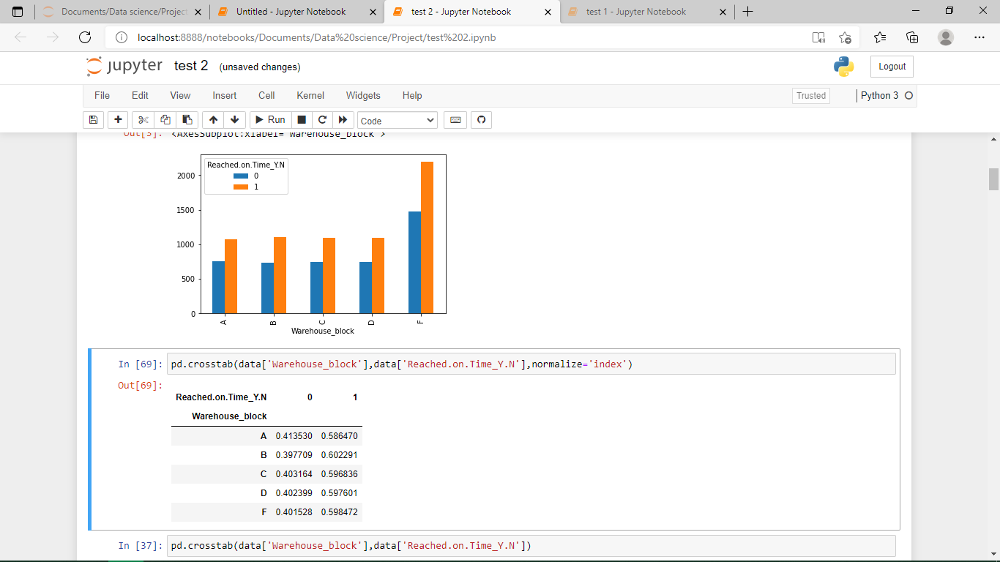 Documents/Data science/Project
Untitled - Jupyter Notebook
test 2 - Jupyter Notebook
test 1 - Jupyter Notebook
localhost:8888/notebooks/Documents/Data%20science/Project/test%202.ipynb
jupyter test 2 (unsaved changes)
Logout
File Edit View Insert Cell Kernel Widgets Help
Trusted
Python 3
Run
Code
Out[5]: <AxesSubplot:xlabel='Warehouse_block'>
Reached.on.Time_Y.N
0
1
2000
1500
1000
500
0
A B C D F
Warehouse_block
In [69]: pd.crosstab(data['Warehouse_block'],data['Reached.on.Time_Y.N'],normalize='index')
Out[69]:
Reached.on.Time_Y.N 0 1
Warehouse_block
A 0.413530 0.586470
B 0.397709 0.602291
C 0.403164 0.596836
D 0.402399 0.597601
F 0.401528 0.598472
In [37]: pd.crosstab(data['Warehouse_block'],data['Reached.on.Time_Y.N'])